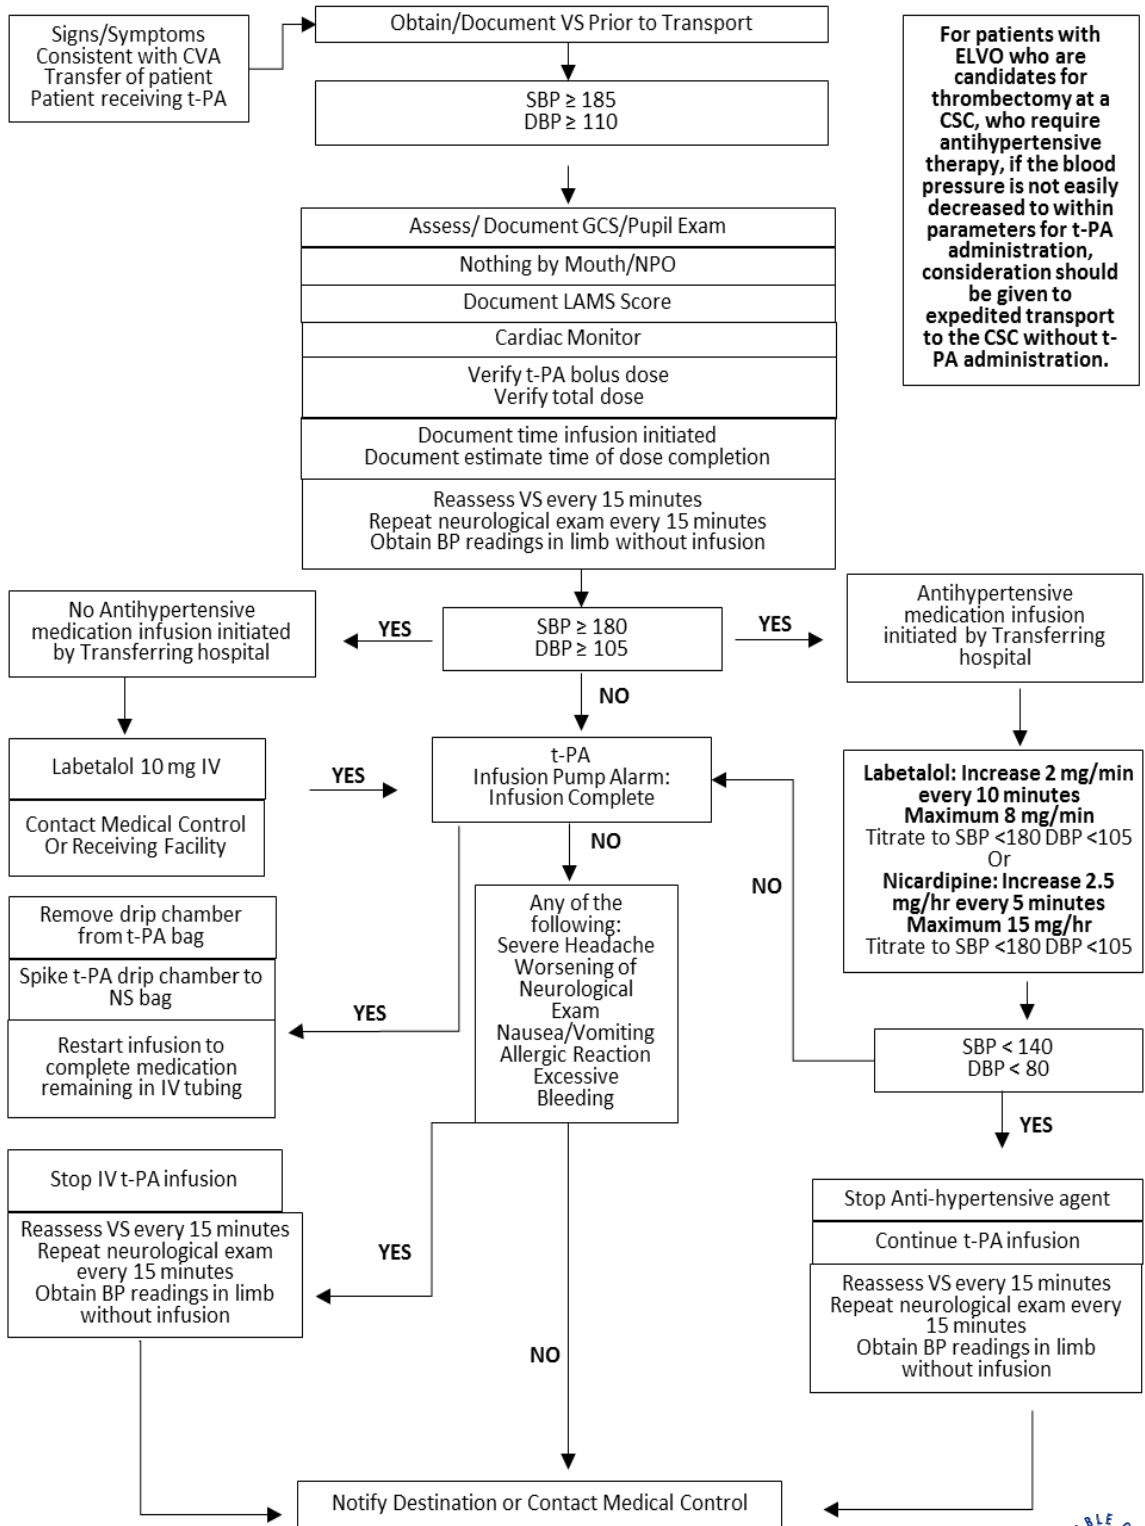 Signs/Symptoms
Consistent with CVA
Transfer of patient
Patient receiving t-PA
Obtain/Document VS Prior to Transport
SBP ≥ 185
DBP ≥ 110
For patients with
ELVO who are
candidates for
thrombectomy at a
CSC, who require
antihypertensive
therapy, if the blood
pressure is not easily
decreased to within
parameters for t-PA
administration,
consideration should
be given to
expedited transport
to the CSC without t-
PA administration.
Assess/ Document GCS/Pupil Exam
Nothing by Mouth/NPO
Document LAMS Score
Cardiac Monitor
Verify t-PA bolus dose
Verify total dose
Document time infusion initiated
Document estimate time of dose completion
Reassess VS every 15 minutes
Repeat neurological exam every 15 minutes
Obtain BP readings in limb without infusion
No Antihypertensive
medication infusion initiated
by Transferring hospital
YES
SBP ≥ 180
DBP ≥ 105
YES
Antihypertensive
medication infusion
initiated by Transferring
hospital
NO
Labetalol 10 mg IV
Contact Medical Control
Or Receiving Facility
YES
t-PA
Infusion Pump Alarm:
Infusion Complete
NO
Labetalol: Increase 2 mg/min
every 10 minutes
Maximum 8 mg/min
Titrate to SBP <180 DBP <105
Or
Nicardipine: Increase 2.5
mg/hr every 5 minutes
Maximum 15 mg/hr
Titrate to SBP <180 DBP <105
NO
Remove drip chamber
from t-PA bag
Spike t-PA drip chamber to
NS bag
Restart infusion to
complete medication
remaining in IV tubing
YES
Any of the
following:
Severe Headache
Worsening of
Neurological
Exam
Nausea/Vomiting
Allergic Reaction
Excessive
Bleeding
SBP < 140
DBP < 80
YES
Stop IV t-PA infusion
Reassess VS every 15 minutes
Repeat neurological exam
every 15 minutes
Obtain BP readings in limb
without infusion
YES
Stop Anti-hypertensive agent
Continue t-PA infusion
Reassess VS every 15 minutes
Repeat neurological exam every
15 minutes
Obtain BP readings in limb
without infusion
NO
Notify Destination or Contact Medical Control